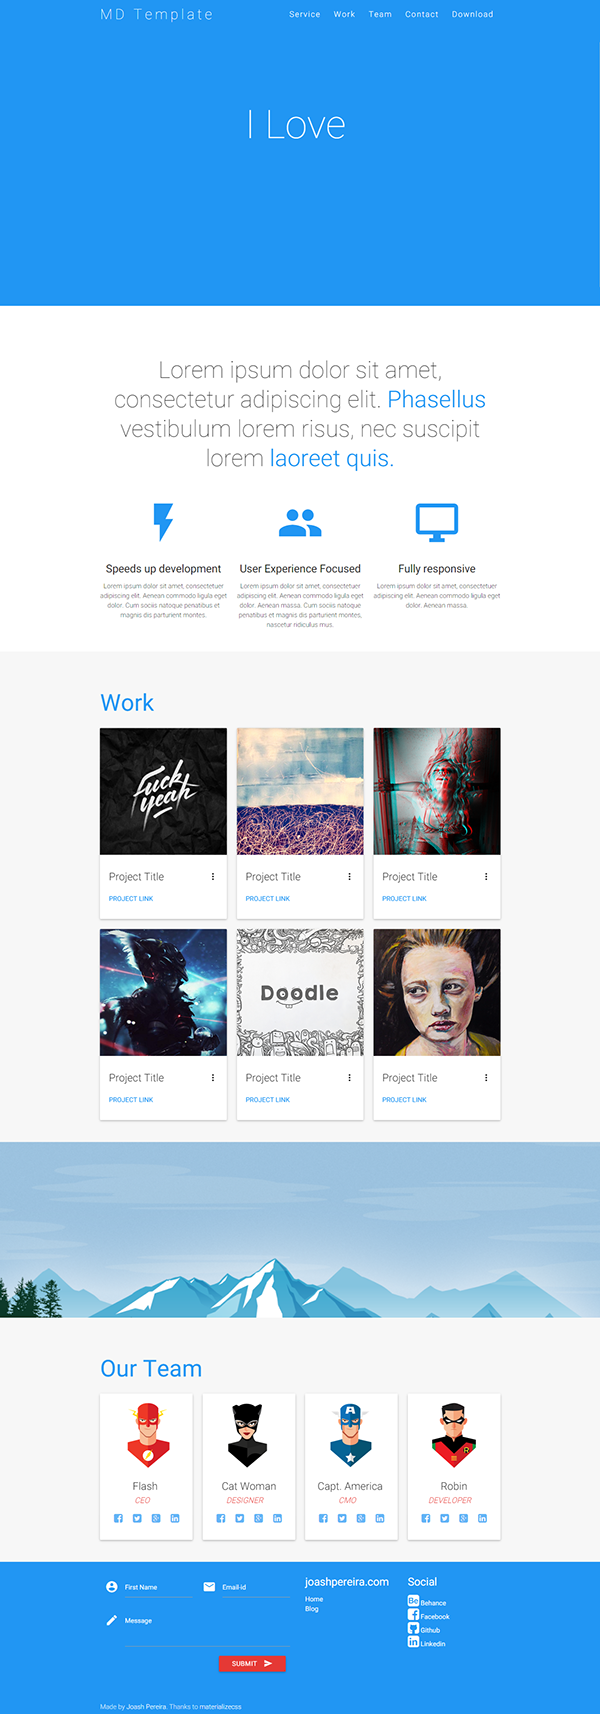 MD Template
Service Work Team Contact Download
I Love
Lorem ipsum dolor sit amet,
consectetur adipiscing elit. Phasellus
vestibulum lorem risus, nec suscipit
lorem laoreet quis.
Speeds up development
Lorem ipsum dolor sit amet, consectetuer
adipiscing elit. Aenean commodo ligula eget
dolor. Cum sociis natoque penatibus et
magnis dis parturient montes.
User Experience Focused
Lorem ipsum dolor sit amet, consectetuer
adipiscing elit. Aenean commodo ligula eget
dolor. Aenean massa. Cum sociis natoque
penatibus et magnis dis parturient montes,
nascetur ridiculus mus.
Fully responsive
Lorem ipsum dolor sit amet, consectetuer
adipiscing elit. Aenean commodo ligula eget
dolor. Aenean massa.
Work
Fuck
yeah
Project Title
PROJECT LINK
Project Title
PROJECT LINK
Project Title
PROJECT LINK
Project Title
PROJECT LINK
Doodle
Project Title
PROJECT LINK
Project Title
PROJECT LINK
Our Team
Flash
CEO
Cat Woman
DESIGNER
A
Capt. America
CMO
R
Robin
DEVELOPER
First Name
Email-id
Message
SUBMIT
joashpereira.com
Home
Blog
Social
Bē Behance
Facebook
Github
in Linkedin
Made by Joash Pereira. Thanks to materializecss